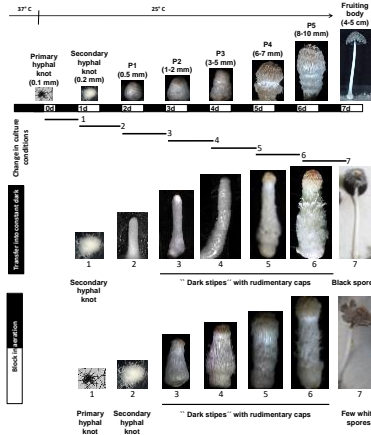 37° C
25° C
Fruiting
body
(4-5 cm)
P5
(8-10 mm)
P4
(6-7 mm)
P3
(3-5 mm)
P2
(1-2 mm)
P1
(0.5 mm)
Secondary
hyphal
knot
(0.2 mm)
Primary
hyphal
knot
(0.1 mm)
0d 1d 2d 3d 4d 5d 6d 7d
Change in culture
conditions
1
2
3
4
5
6
7
Transfer into constant dark
1 2 3 4 5 6 7
Secondary
hyphal
knot
¨ Dark stipes¨ with rudimentary caps
Black spore
Block in aeration
1 2 3 4 5 6 7
Primary
hyphal
knot
Secondary
hyphal
knot
¨ Dark stipes¨ with rudimentary caps
Few whit
spores